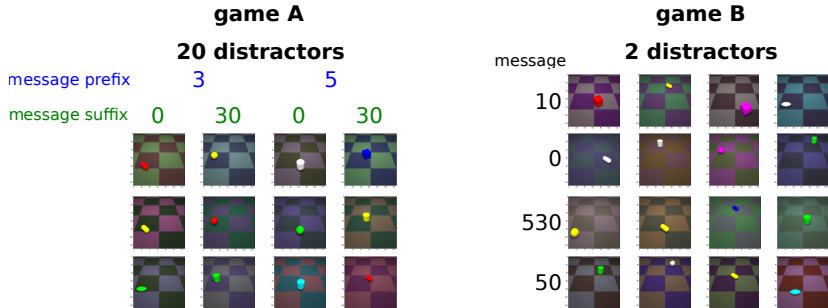 game A
20 distractors
message prefix 3 5
message suffix 0 30 0 30
game B
2 distractors
message
10
0
530
50